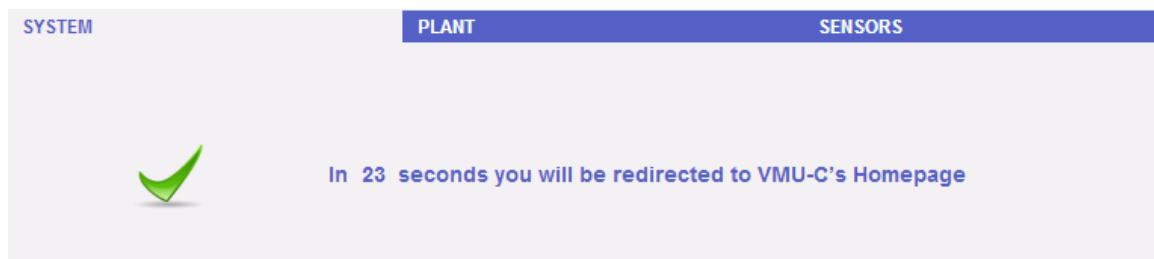 SYSTEM PLANT SENSORS
In 23 seconds you will be redirected to VMU-C's Homepage